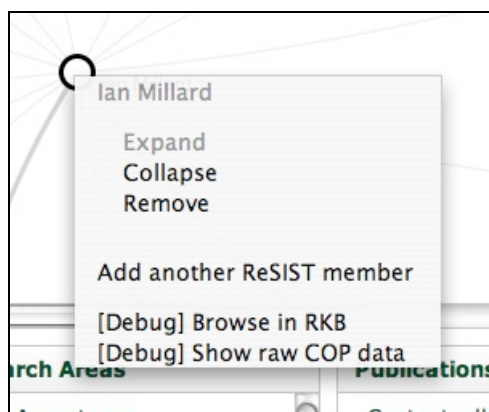 Ian Millard
Expand
Collapse
Remove
Add another ReSIST member
[Debug] Browse in RKB
[Debug] Show raw COP data
Areas
Publications